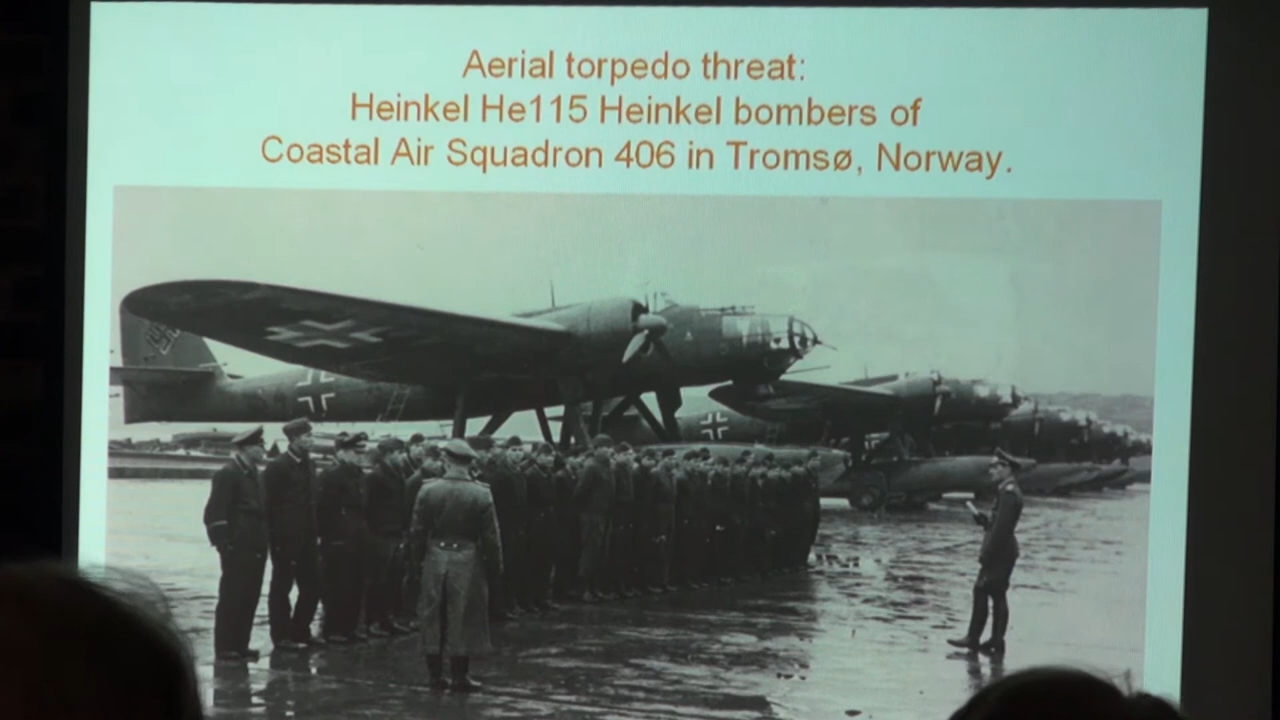 Aerial torpedo threat:
Heinkel He115 Heinkel bombers of
Coastal Air Squadron 406 in Tromsø, Norway.